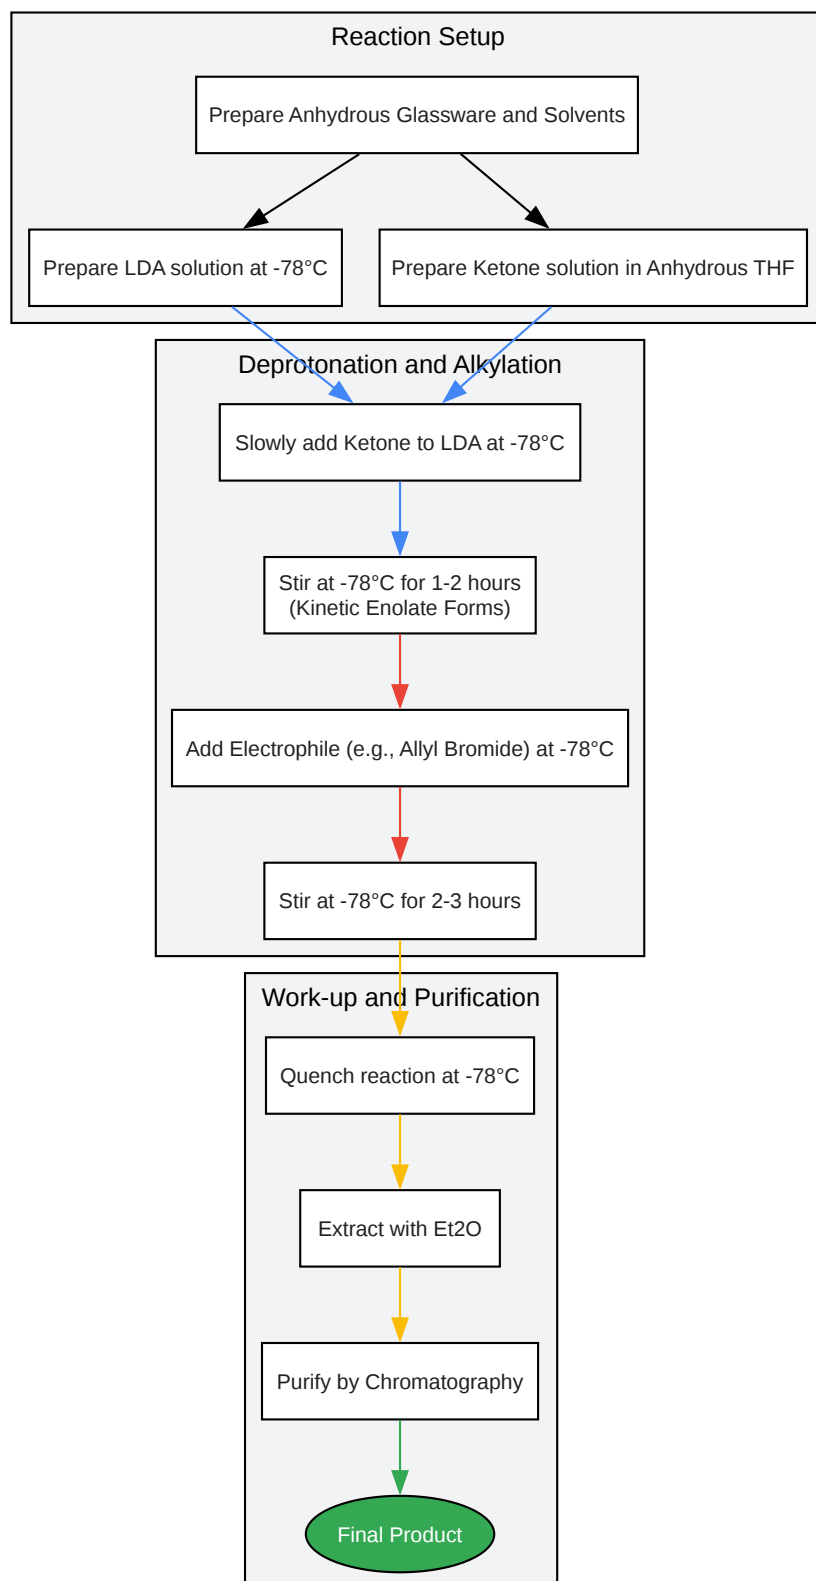 Reaction Setup
Prepare Anhydrous Glassware and Solvents
Prepare LDA solution at -78°C
Prepare Ketone solution in Anhydrous THF
Deprotonation and Alkylation
Slowly add Ketone to LDA at -78°C
Stir at -78°C for 1-2 hours
(Kinetic Enolate Forms)
Add Electrophile (e.g., Allyl Bromide) at -78°C
Stir at -78°C for 2-3 hours
Work-up and Purification
Quench reaction at -78°C
Extract with Et2O
Purify by Chromatography
Final Product